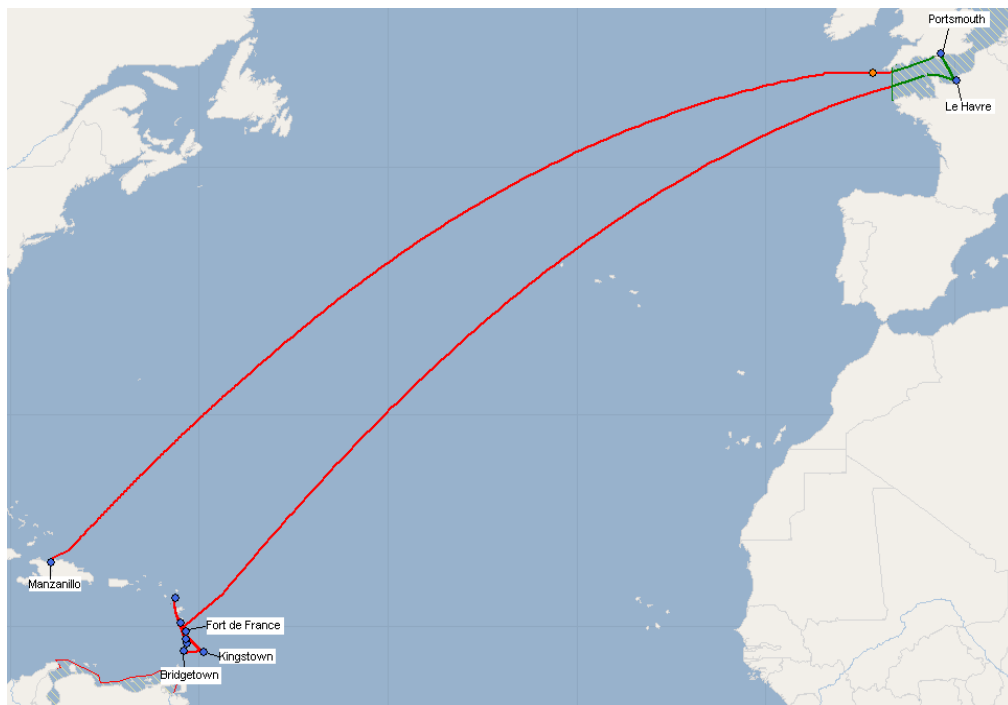 Portsmouth
Le Havre
Manzanillo
Fort de France
Kingstown
Bridgetown